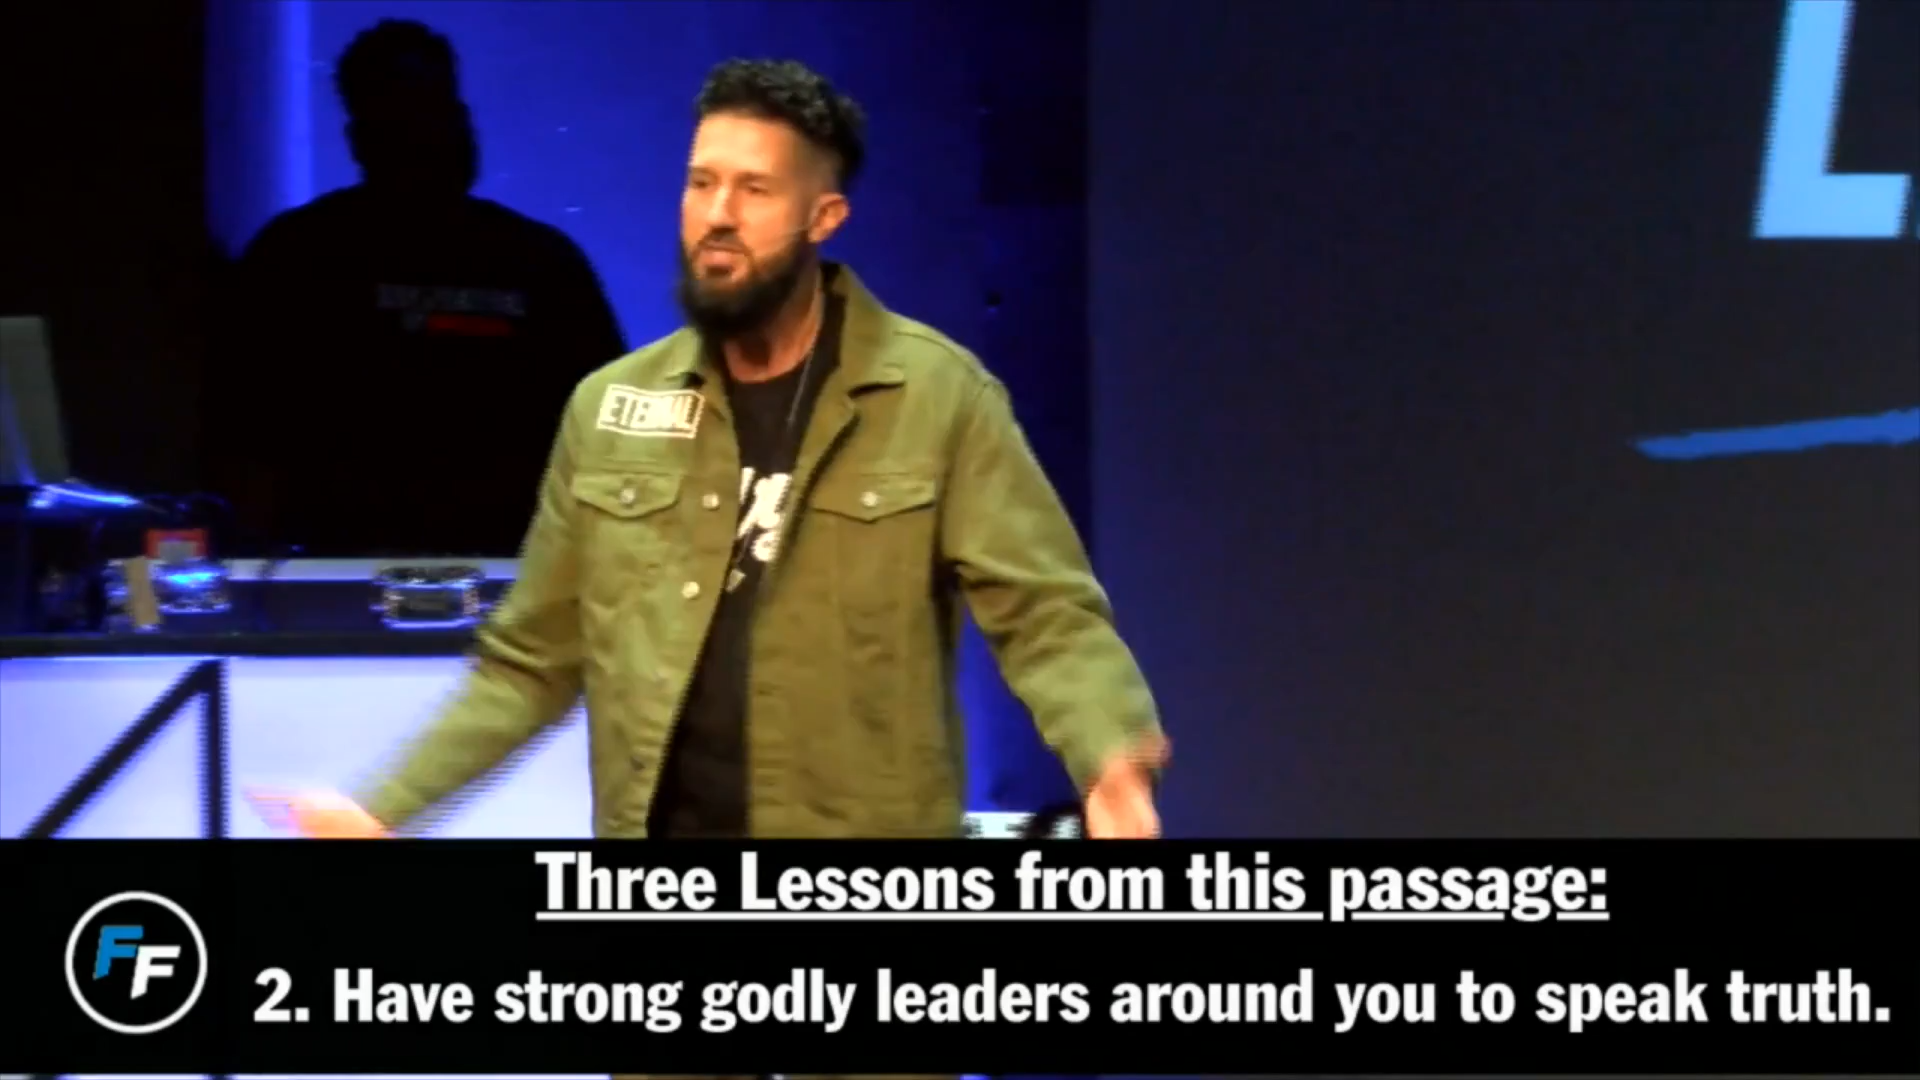 L
ETERNAL
Three Lessons from this passage:
FF
2. Have strong godly leaders around you to speak truth.